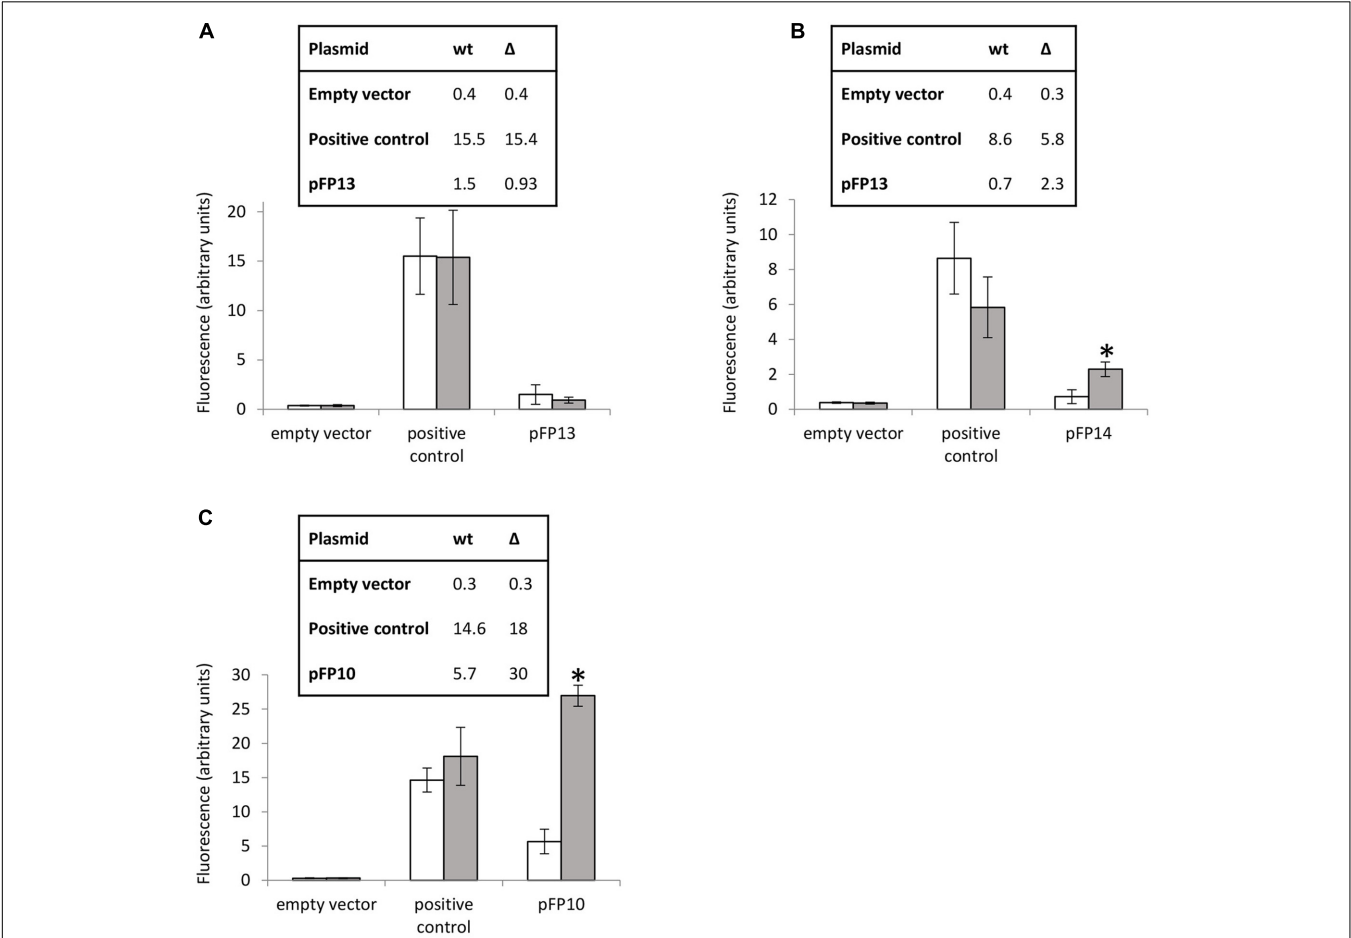 A
Plasmid wt Δ
Empty vector 0.4 0.4
Positive control 15.5 15.4
pFP13 1.5 0.93
Fluorescence (arbitrary units)
20
15
10
5
0
empty vector
positive control
pFP13
B
Plasmid wt Δ
Empty vector 0.4 0.3
Positive control 8.6 5.8
pFP13 0.7 2.3
Fluorescence (arbitrary units)
12
10
8
6
4
2
0
*
empty vector
positive control
pFP14
C
Plasmid wt Δ
Empty vector 0.3 0.3
Positive control 14.6 18
pFP10 5.7 30
Fluorescence (arbitrary units)
30
25
20
15
10
5
0
*
empty vector
positive control
pFP10